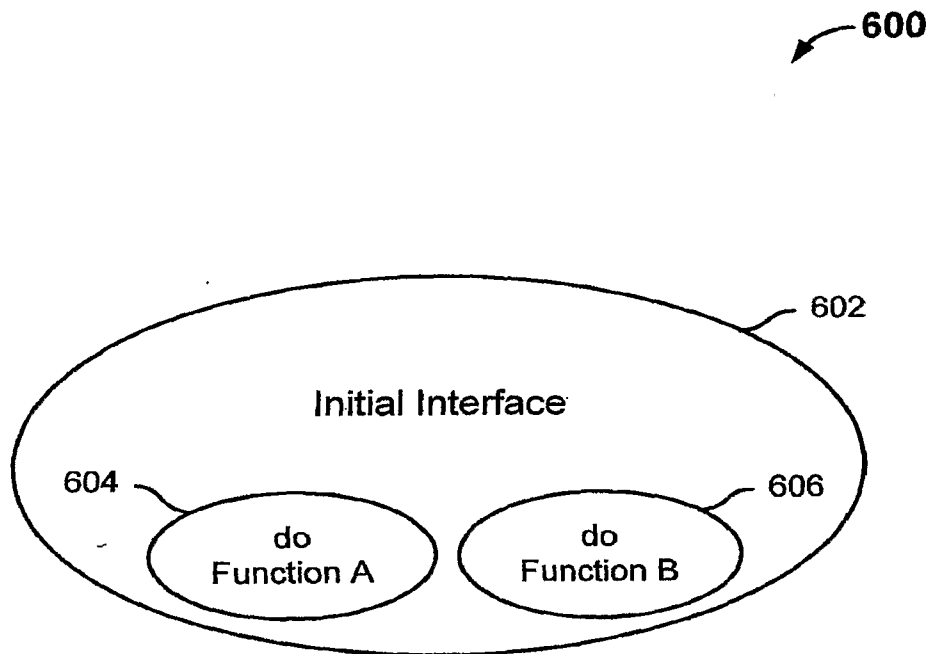 600
602
Initial Interface
604
606
do
Function A
do
Function B